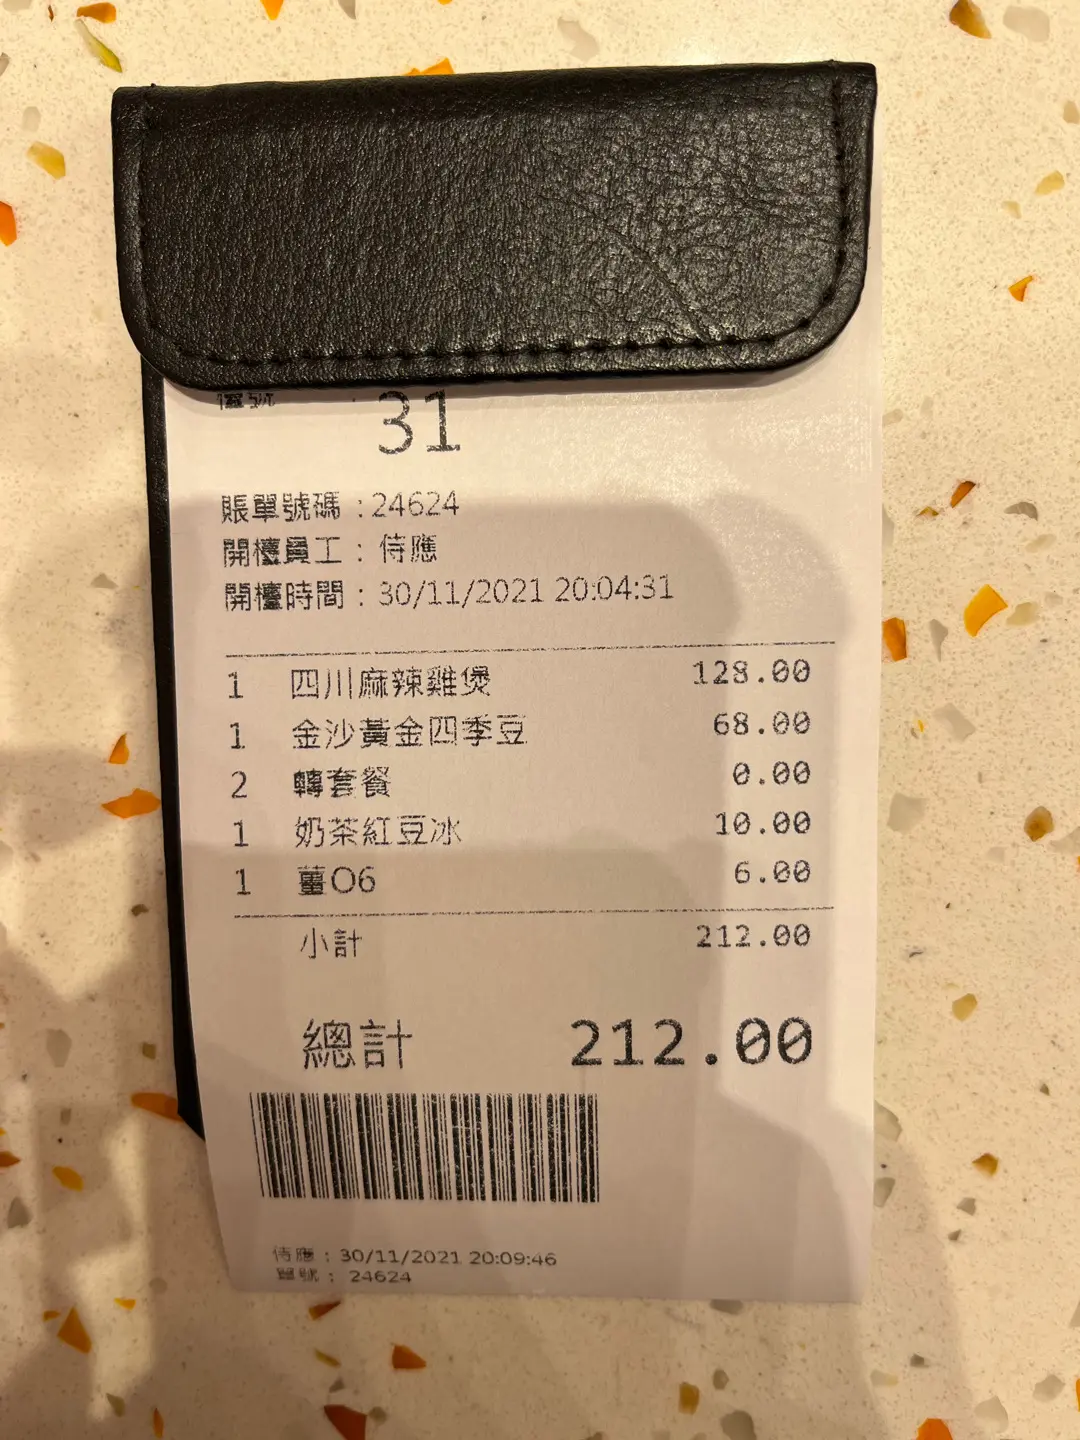 31
賬單號碼 : 24624
開檯員工 : 侍應
開檯時間 : 30/11/2021 20:04:31
1 四川麻辣雞煲 128.00
1 金沙黃金四季豆 68.00
2 轉套餐 0.00
1 奶茶紅豆冰 10.00
1 薑O6 6.00
小計 212.00
總計 212.00
侍應 : 30/11/2021 20:09:46
單號 : 24624